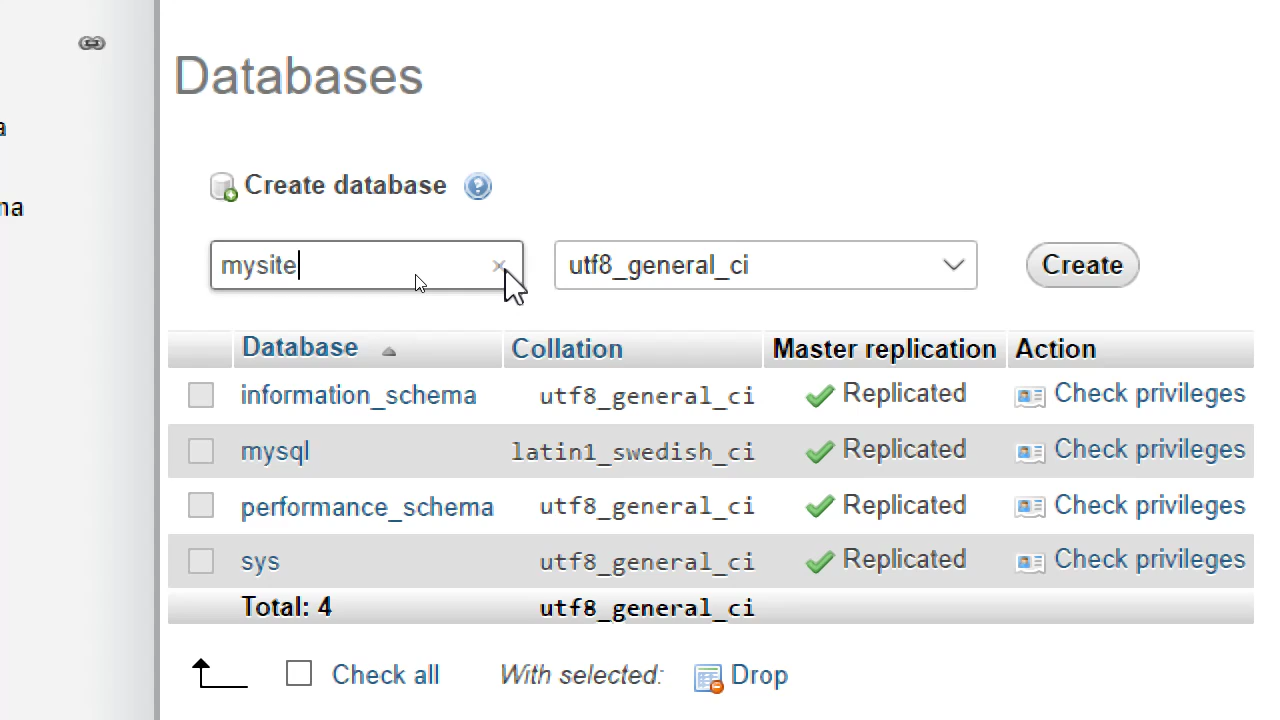 Databases
a
Create database
na
mysite
utf8_general_ci
Create
Database Collation Master replication Action
information_schema utf8_general_ci Replicated Check privileges
mysql latin1_swedish_ci Replicated Check privileges
performance_schema utf8_general_ci Replicated Check privileges
sys utf8_general_ci Replicated Check privileges
Total: 4 utf8_general_ci
Check all With selected: Drop